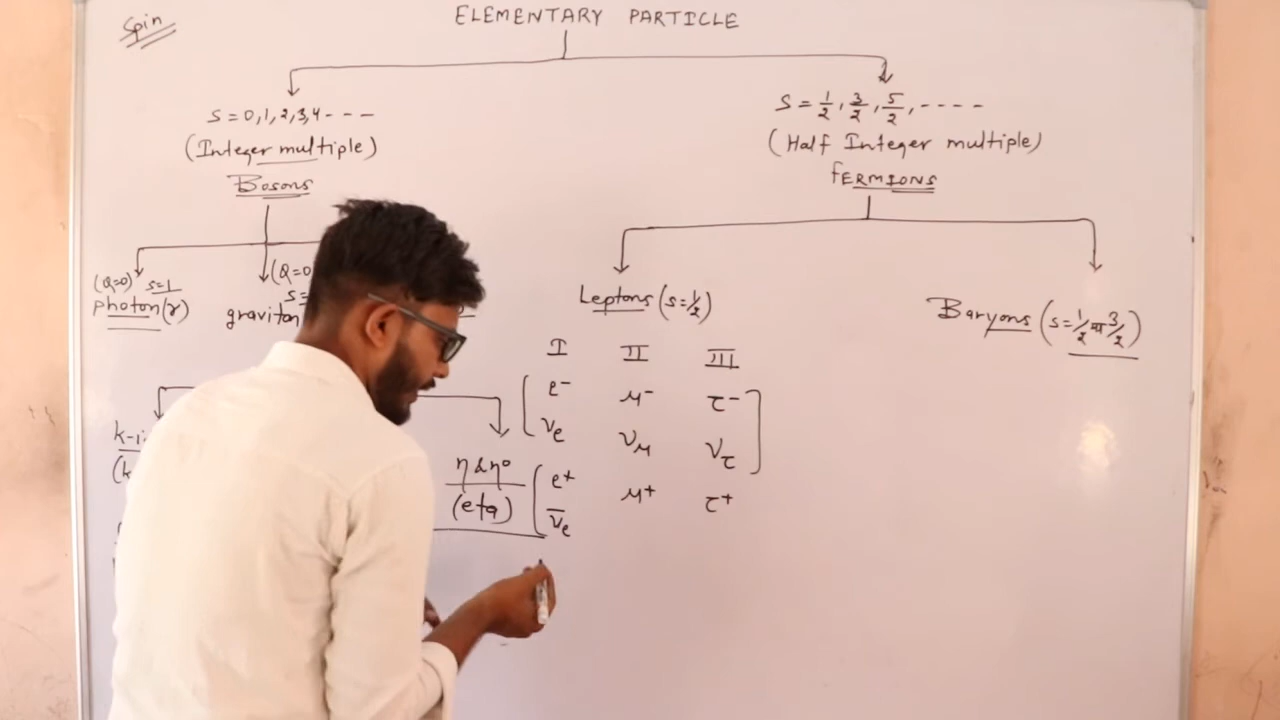 Spin
ELEMENTARY PARTICLE
S = 0,1,2,3,4 - - -
(Integer multiple)
Bosons
S = 1/2, 3/2, 5/2, - - - -
(Half Integer multiple)
FERMIONS
(Q=0) s=1
photon(γ)
(Q=0
s=
graviton
Leptons (s=1/2)
Baryons (s=1/2 या 3/2)
I II III
e⁻ μ⁻ τ⁻
νe νμ ντ
e⁺ μ⁺ τ⁺
ν̅e
k-
(k
η & η⁰
(eta)